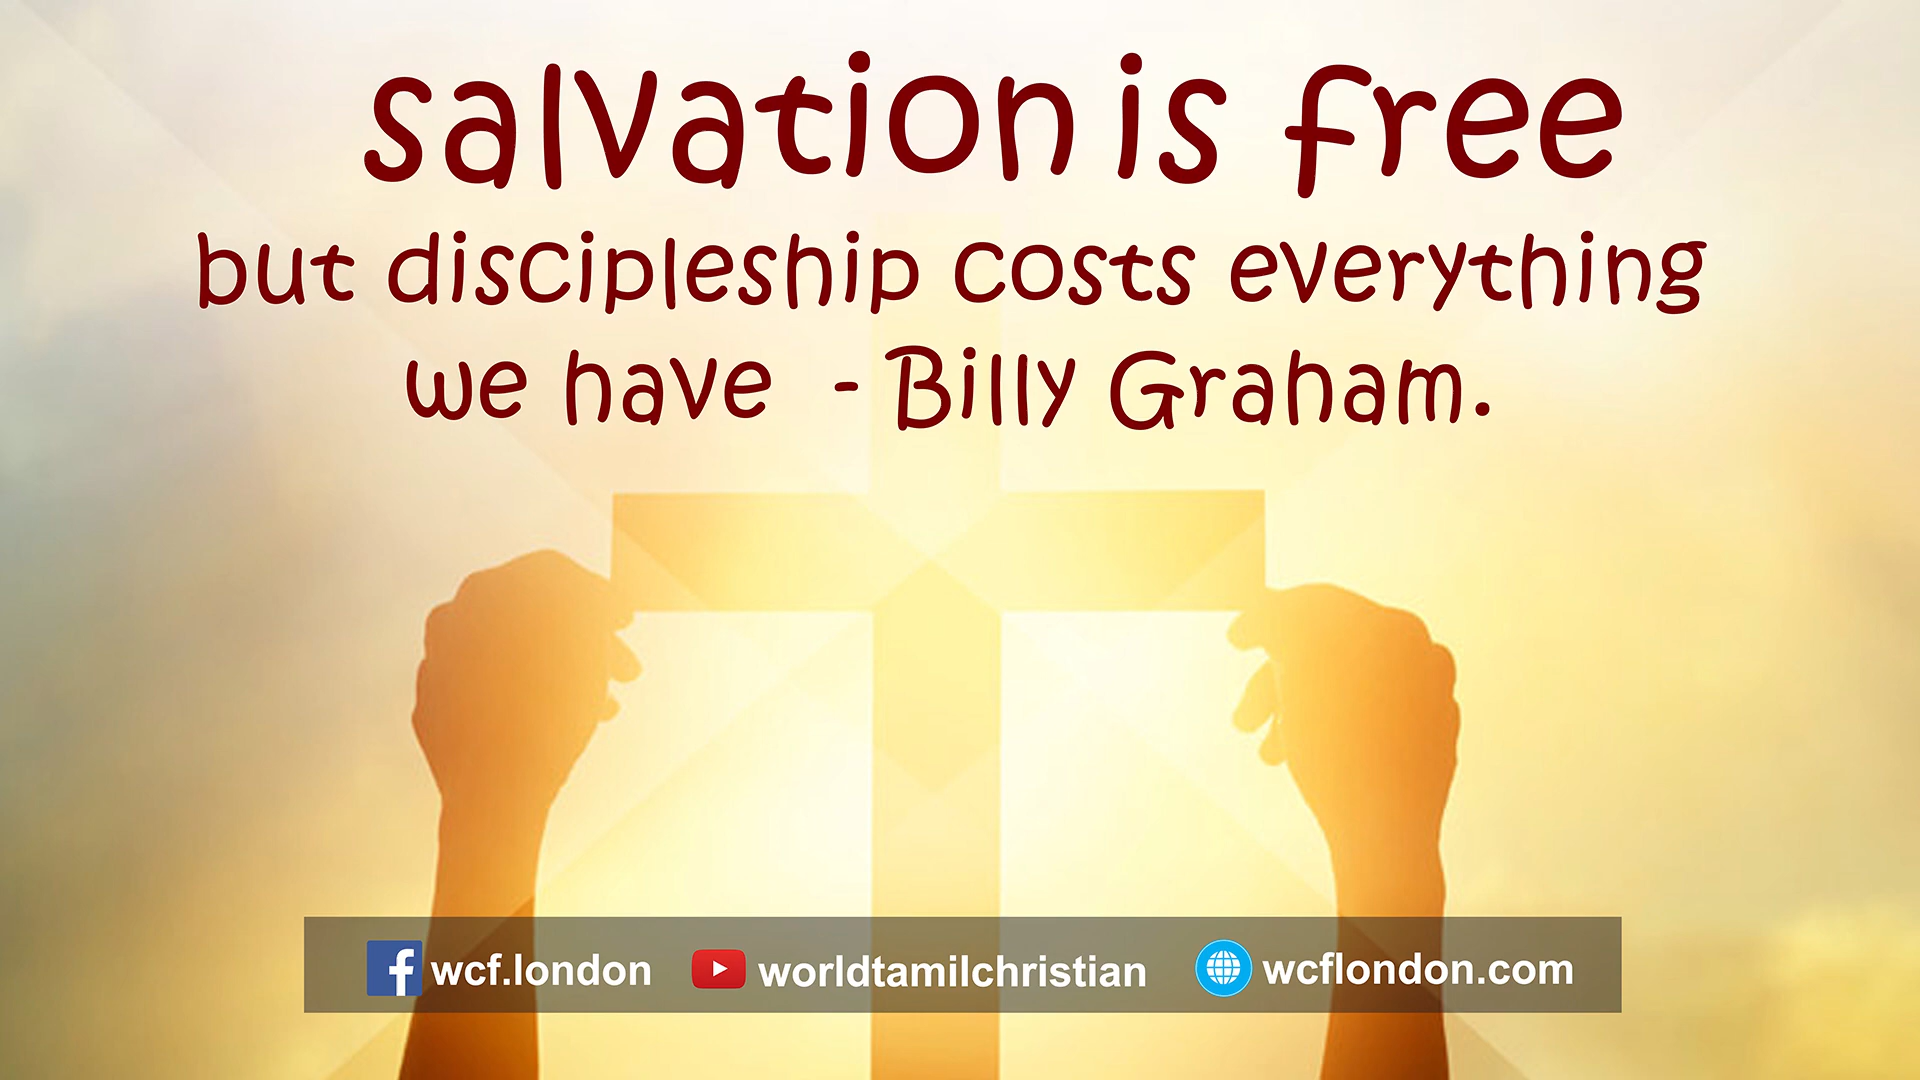 salvation is free
but discipleship costs everything
we have - Billy Graham.
wcf.london worldtamilchristian wcflondon.com